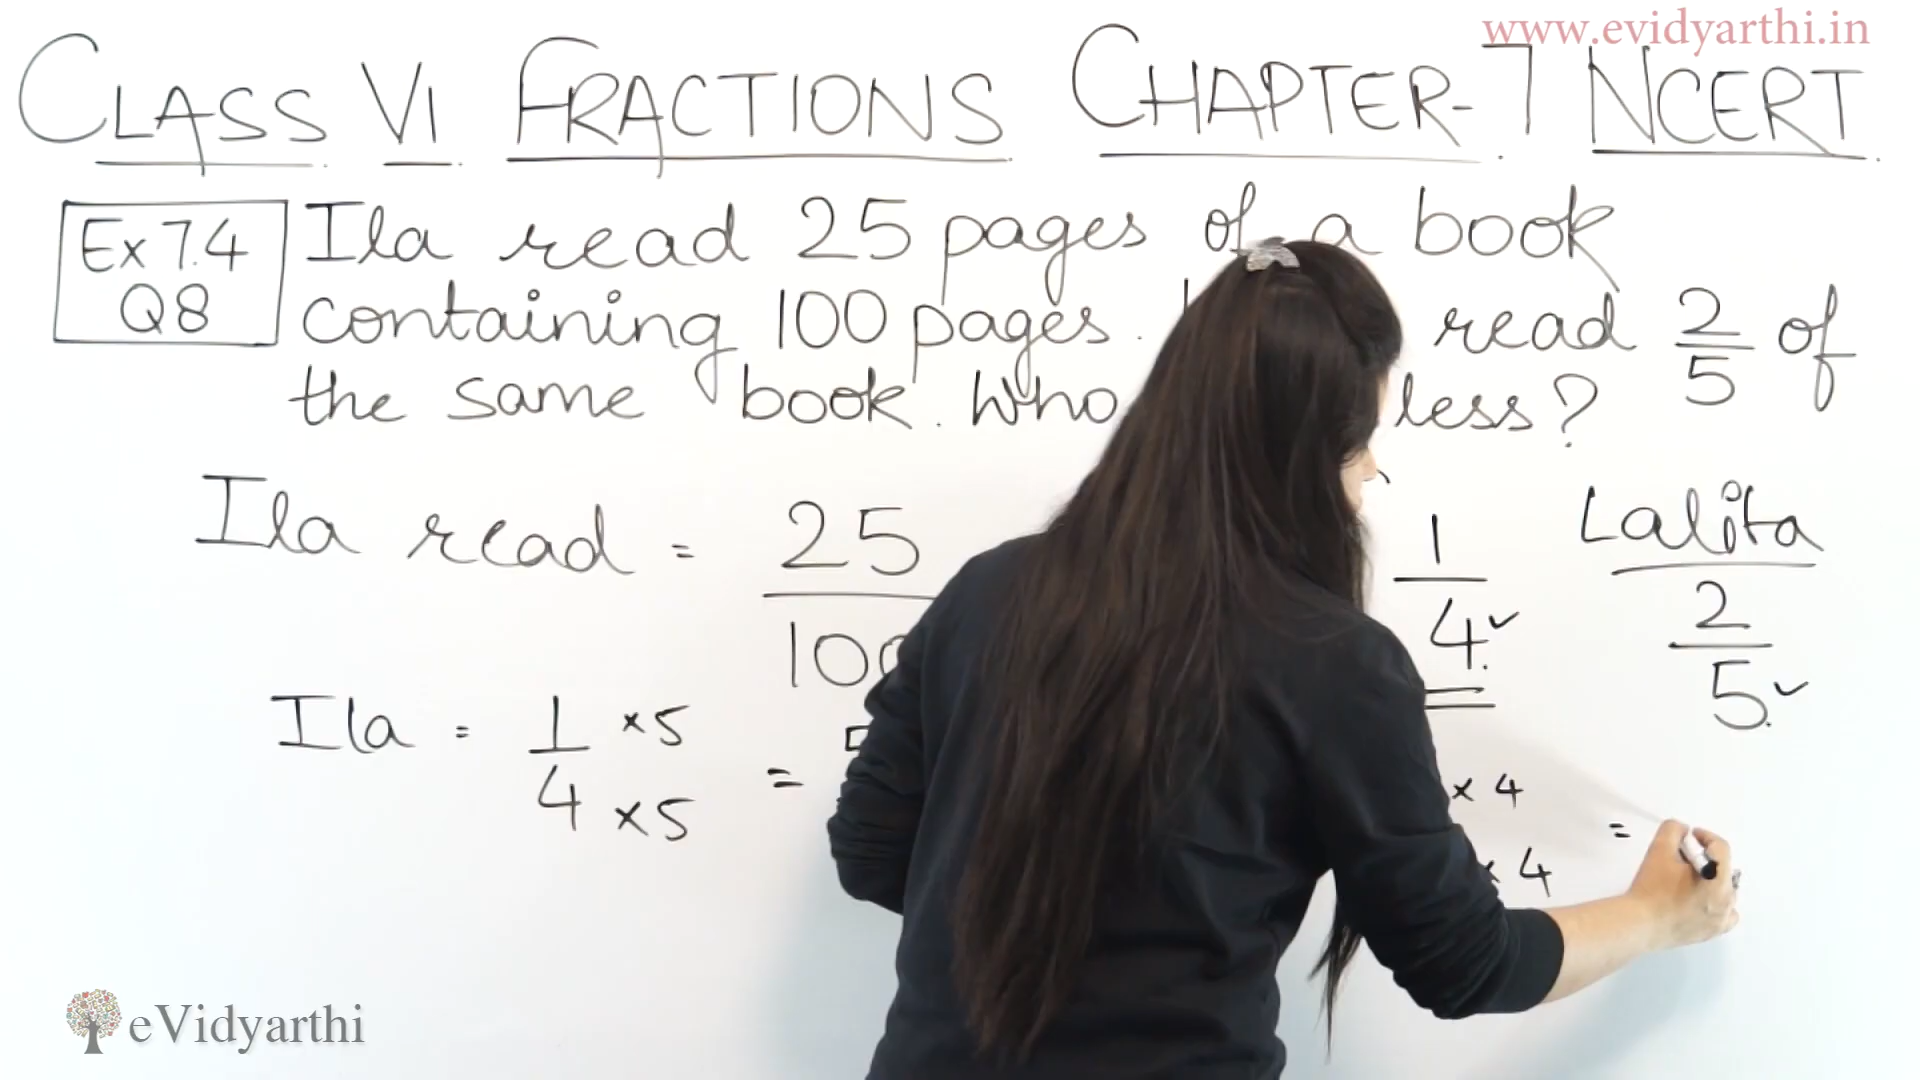 www.evidyarthi.in
CLASS VI FRACTIONS CHAPTER-7 NCERT
Ex 7.4
Q8
Ila read 25 pages of a book
containing 100 pages. read 2/5 of
the same book. Who less?
Ila read = 25/100
1/4
Lalita
2/5
Ila = 1/4 ×5 ×5 =
× 4
× 4 =
eVidyarthi